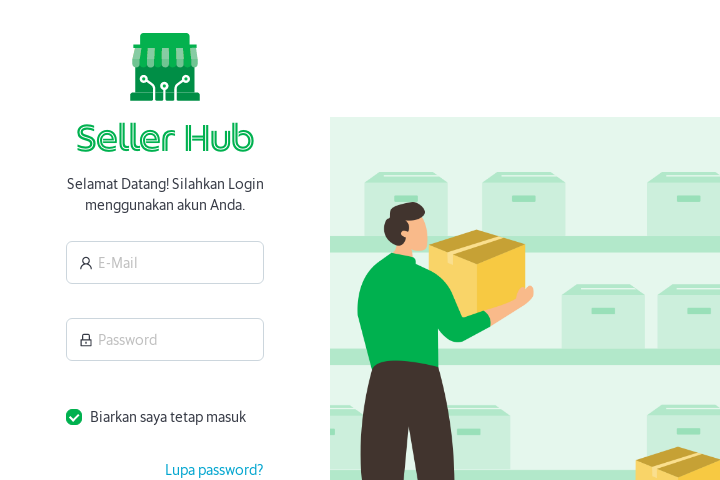 Seller Hub
Selamat Datang! Silahkan Login
menggunakan akun Anda.
E-Mail
Password
Biarkan saya tetap masuk
Lupa password?